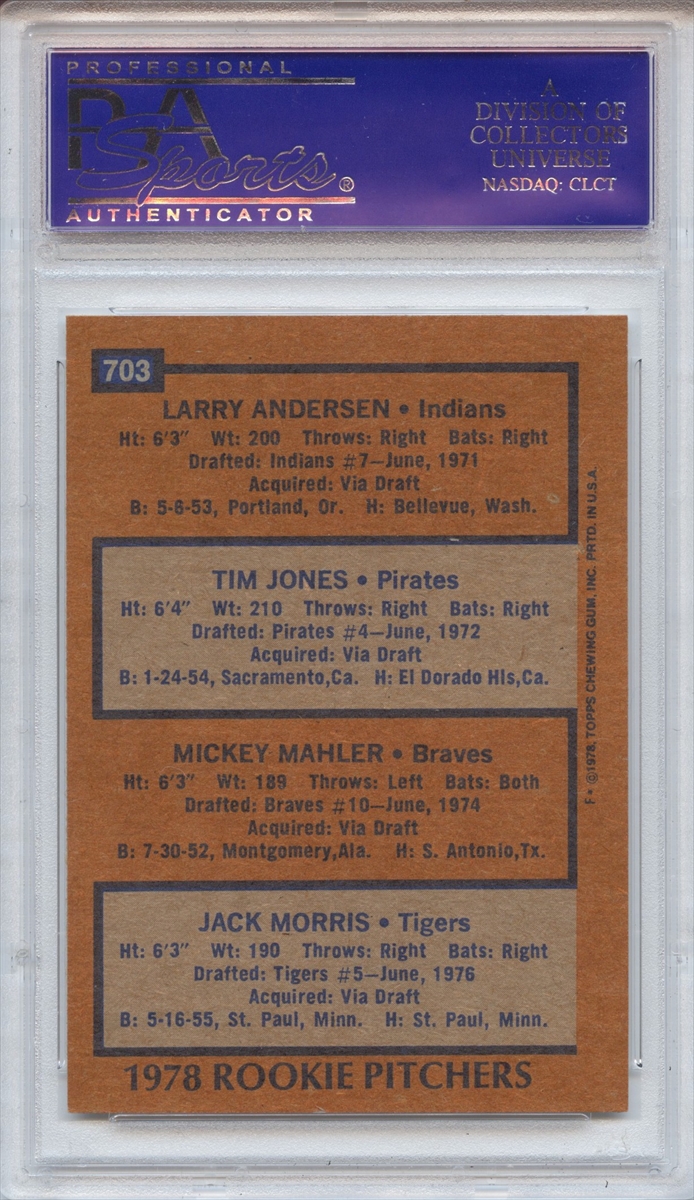 PROFESSIONAL
PSA
Sports®
AUTHENTICATOR
A
DIVISION OF
COLLECTORS
UNIVERSE
NASDAQ: CLCT
703
LARRY ANDERSEN • Indians
Ht: 6'3" Wt: 200 Throws: Right Bats: Right
Drafted: Indians #7—June, 1971
Acquired: Via Draft
B: 5-6-53, Portland, Or. H: Bellevue, Wash.
TIM JONES • Pirates
Ht: 6'4" Wt: 210 Throws: Right Bats: Right
Drafted: Pirates #4—June, 1972
Acquired: Via Draft
B: 1-24-54, Sacramento,Ca. H: El Dorado Hls,Ca.
MICKEY MAHLER • Braves
Ht: 6'3" Wt: 189 Throws: Left Bats: Both
Drafted: Braves #10—June, 1974
Acquired: Via Draft
B: 7-30-52, Montgomery,Ala. H: S. Antonio,Tx.
JACK MORRIS • Tigers
Ht: 6'3" Wt: 190 Throws: Right Bats: Right
Drafted: Tigers #5—June, 1976
Acquired: Via Draft
B: 5-16-55, St. Paul, Minn. H: St. Paul, Minn.
1978 ROOKIE PITCHERS
F* ©1978, TOPPS CHEWING GUM, INC. PRTD. IN U.S.A.